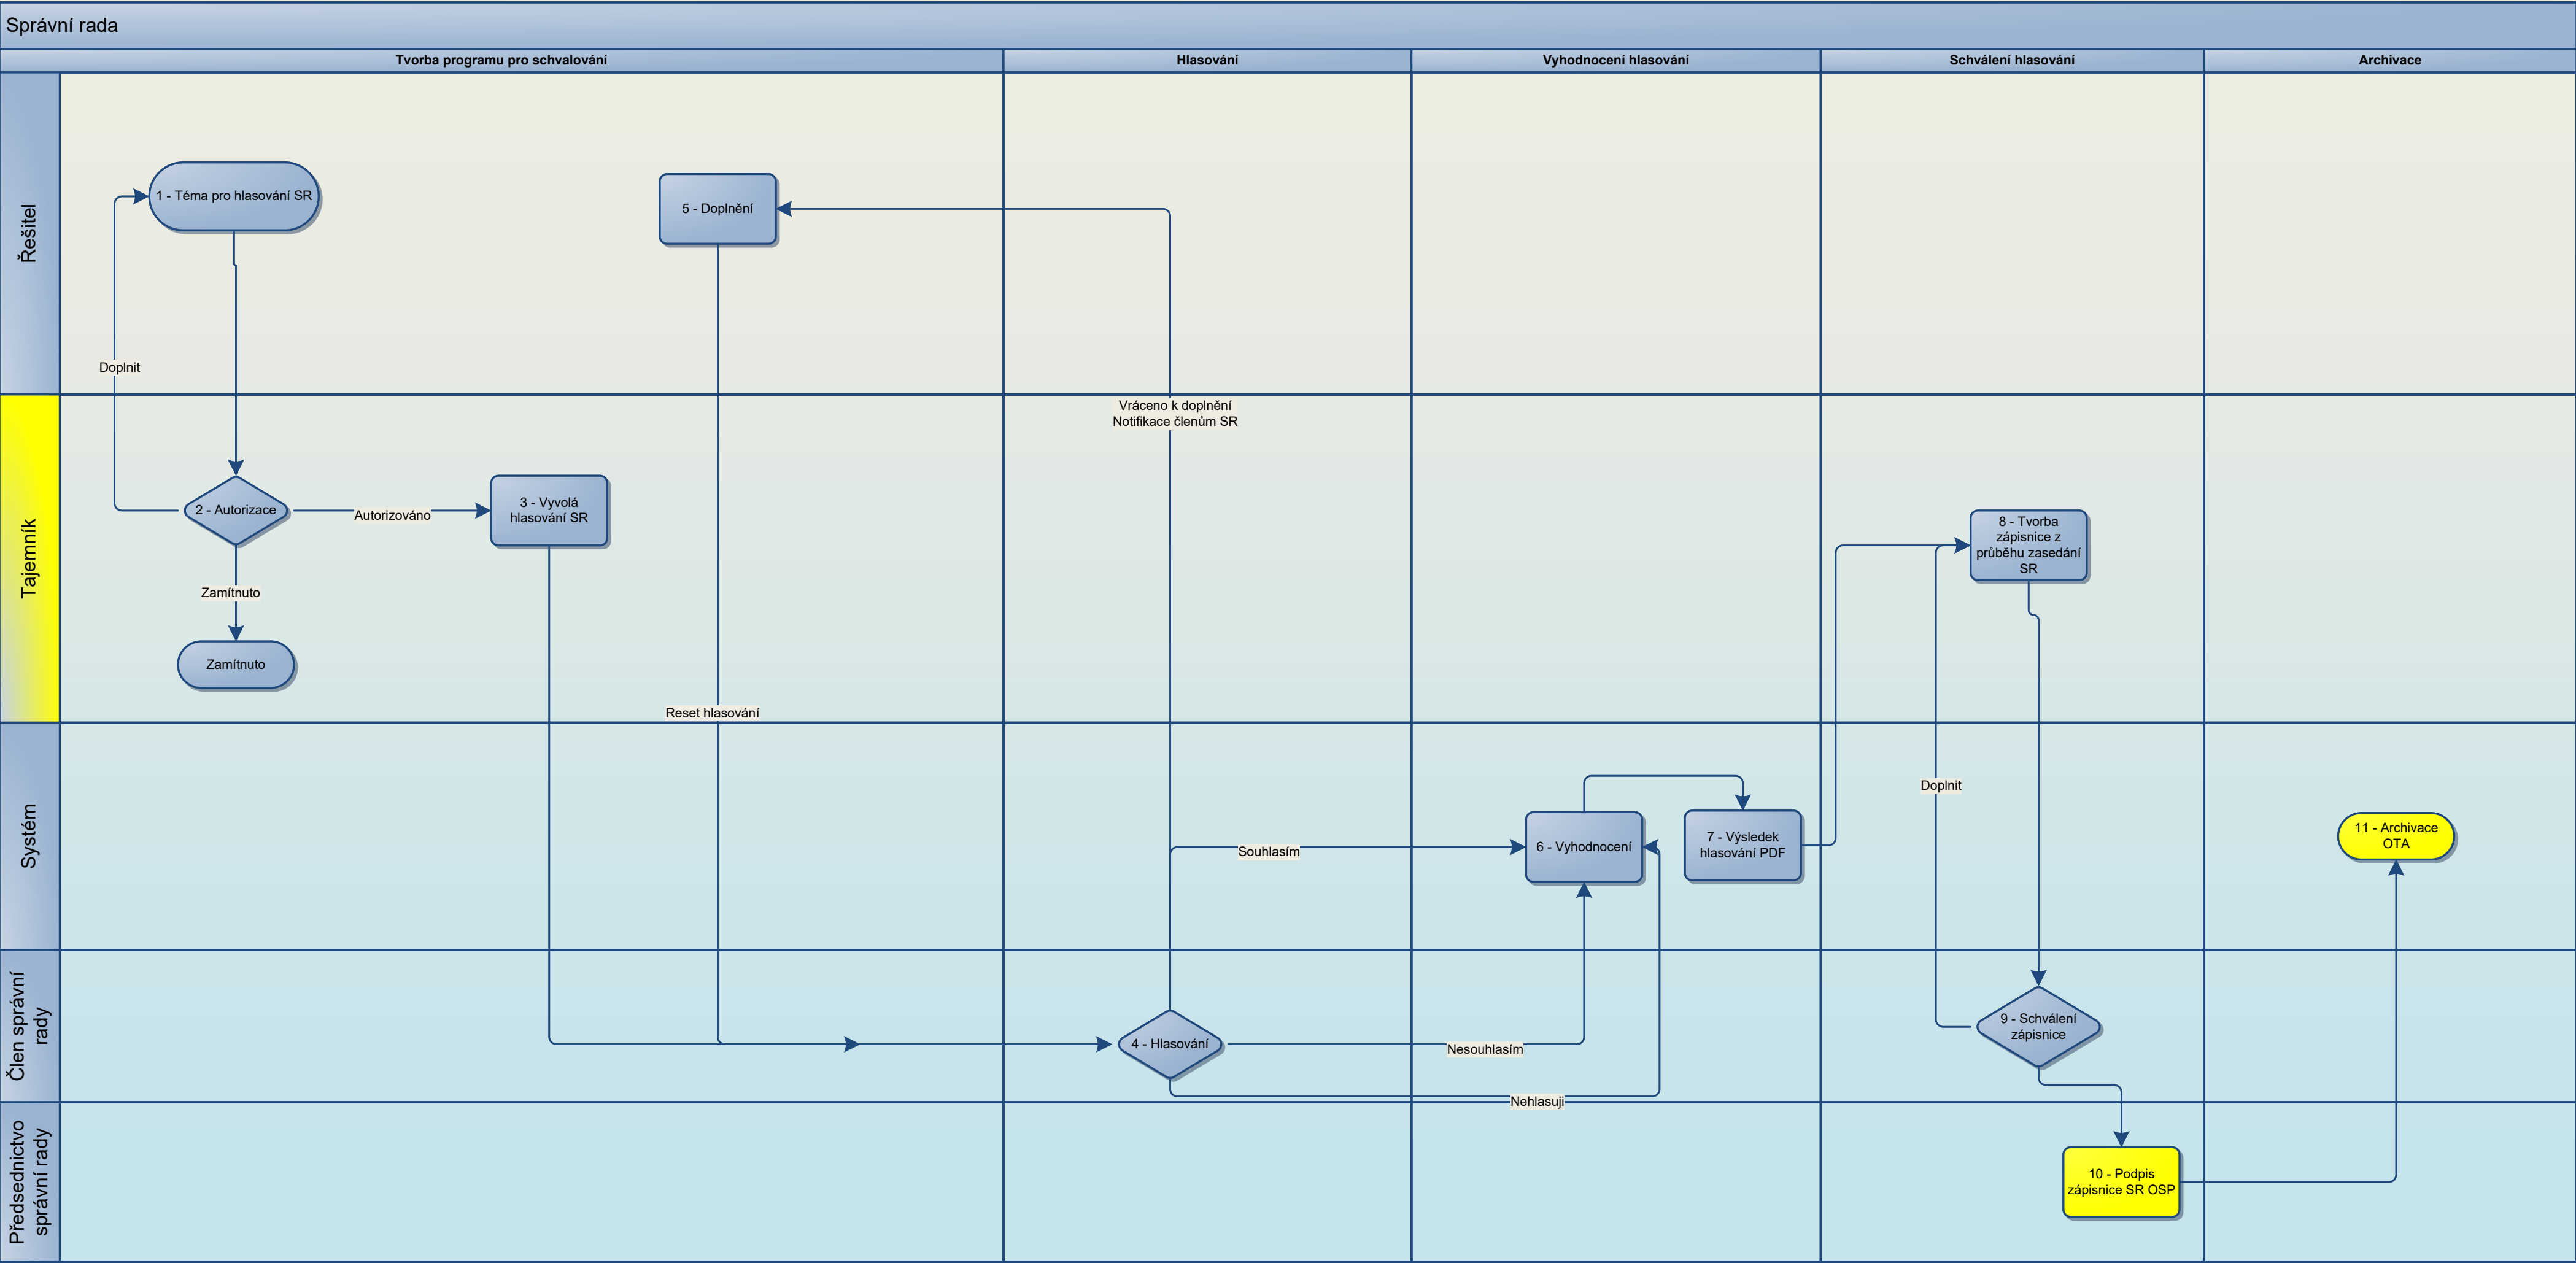 Správní rada
Tvorba programu pro schvalování
Hlasování
Vyhodnocení hlasování
Schválení hlasování
Archivace
Řešitel
1 - Téma pro hlasování SR
5 - Doplnění
Doplnit
Vráceno k doplnění
Notifikace členům SR
Tajemník
2 - Autorizace
Autorizováno
3 - Vyvolá
hlasování SR
8 - Tvorba
zápisnice z
průběhu zasedání
SR
Zamítnuto
Zamítnuto
Reset hlasování
Systém
Doplnit
Souhlasím
6 - Vyhodnocení
7 - Výsledek
hlasování PDF
11 - Archivace
OTA
Člen správní
rady
4 - Hlasování
Nesouhlasím
9 - Schválení
zápisnice
Nehlasuji
Předsednictvo
správní rady
10 - Podpis
zápisnice SR OSP